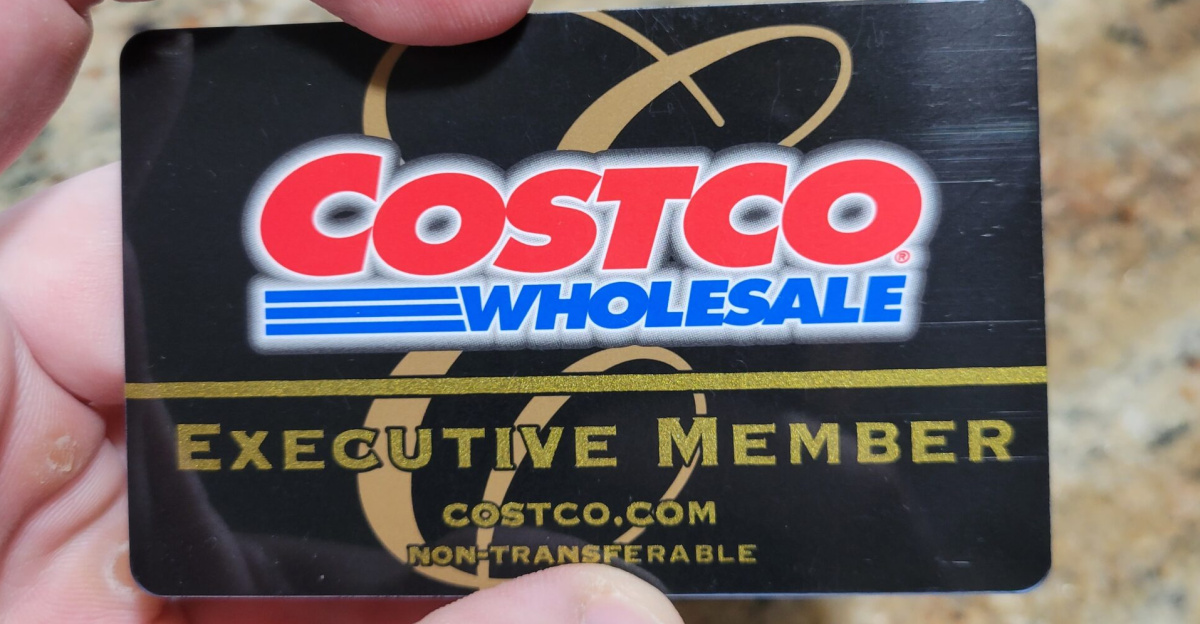 COSTCO®
WHOLESALE
EXECUTIVE MEMBER
COSTCO.COM
NON-TRANSFERABLE